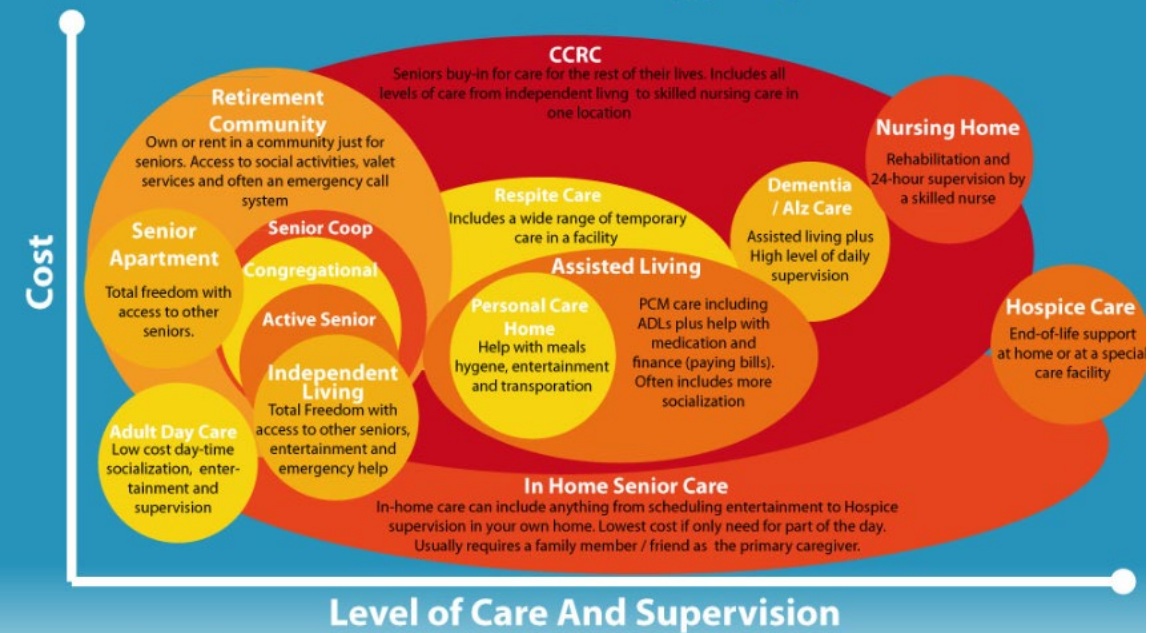 CCRC
Seniors buy-in for care for the rest of their lives. Includes all
levels of care from independent livng to skilled nursing care in
one location
Retirement
Community
Own or rent in a community just for
seniors. Access to social activities, valet
services and often an emergency call
system
Nursing Home
Rehabilitation and
24-hour supervision by
a skilled nurse
Dementia
/ Alz Care
Assisted living plus
High level of daily
supervision
Respite Care
Includes a wide range of temporary
care in a facility
Senior
Apartment
Total freedom with
access to other
seniors.
Senior Coop
Congregational
Active Senior
Independent
Living
Total Freedom with
access to other seniors,
entertainment and
emergency help
Assisted Living
PCM care including
ADLs plus help with
medication and
finance (paying bills).
Often includes more
socialization
Personal Care
Home
Help with meals
hygene, entertainment
and transporation
Hospice Care
End-of-life support
at home or at a special
care facility
Adult Day Care
Low cost day-time
socialization, enter-
tainment and
supervision
In Home Senior Care
In-home care can include anything from scheduling entertainment to Hospice
supervision in your own home. Lowest cost if only need for part of the day.
Usually requires a family member / friend as the primary caregiver.
Cost
Level of Care And Supervision